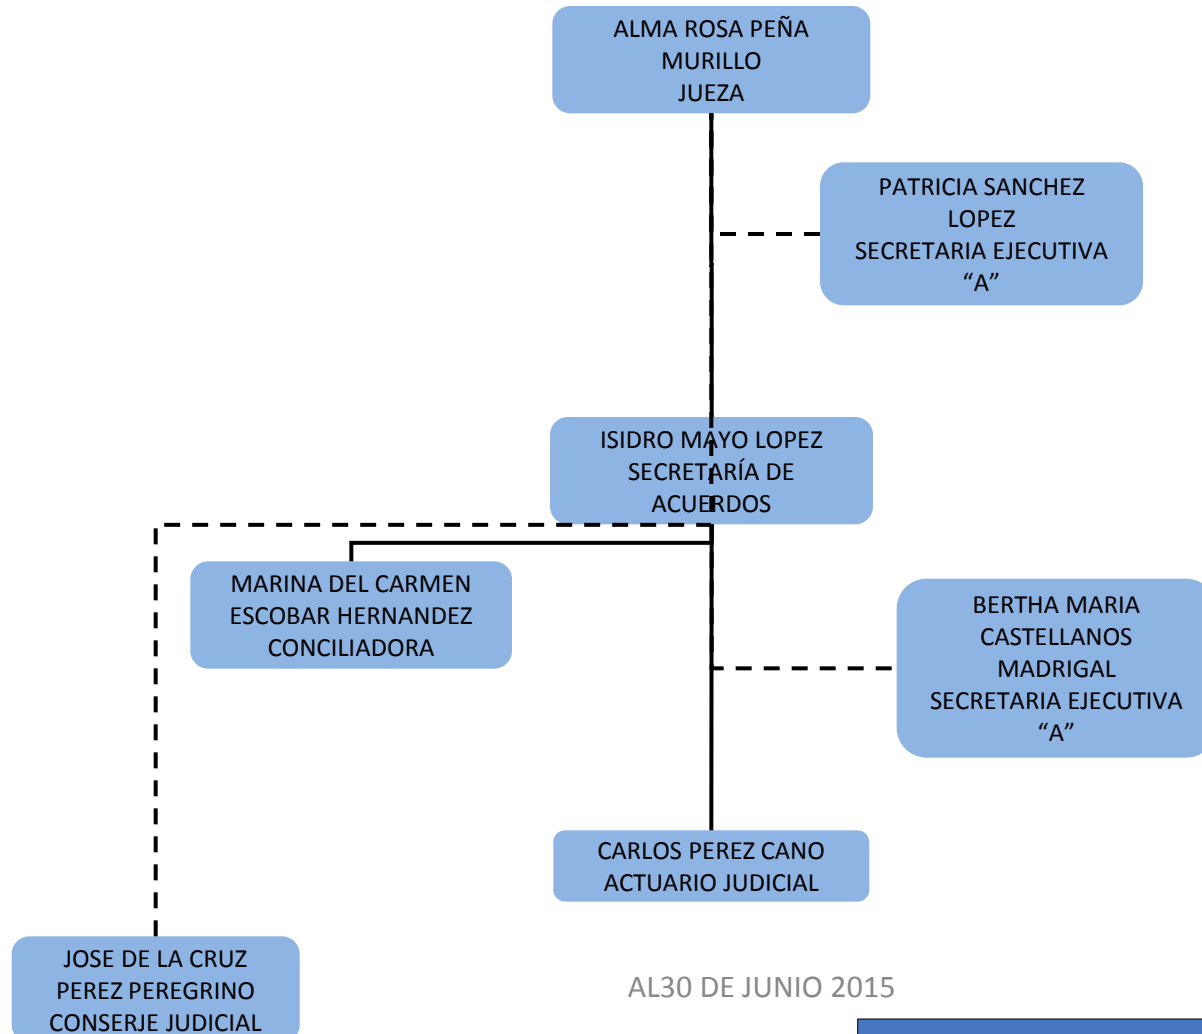 ALMA ROSA PEÑA
MURILLO
JUEZA
PATRICIA SANCHEZ
LOPEZ
SECRETARIA EJECUTIVA
“A”
ISIDRO MAYO LOPEZ
SECRETARÍA DE
ACUERDOS
MARINA DEL CARMEN
ESCOBAR HERNANDEZ
CONCILIADORA
BERTHA MARIA
CASTELLANOS
MADRIGAL
SECRETARIA EJECUTIVA
“A”
CARLOS PEREZ CANO
ACTUARIO JUDICIAL
JOSE DE LA CRUZ
PEREZ PEREGRINO
CONSERJE JUDICIAL
AL30 DE JUNIO 2015